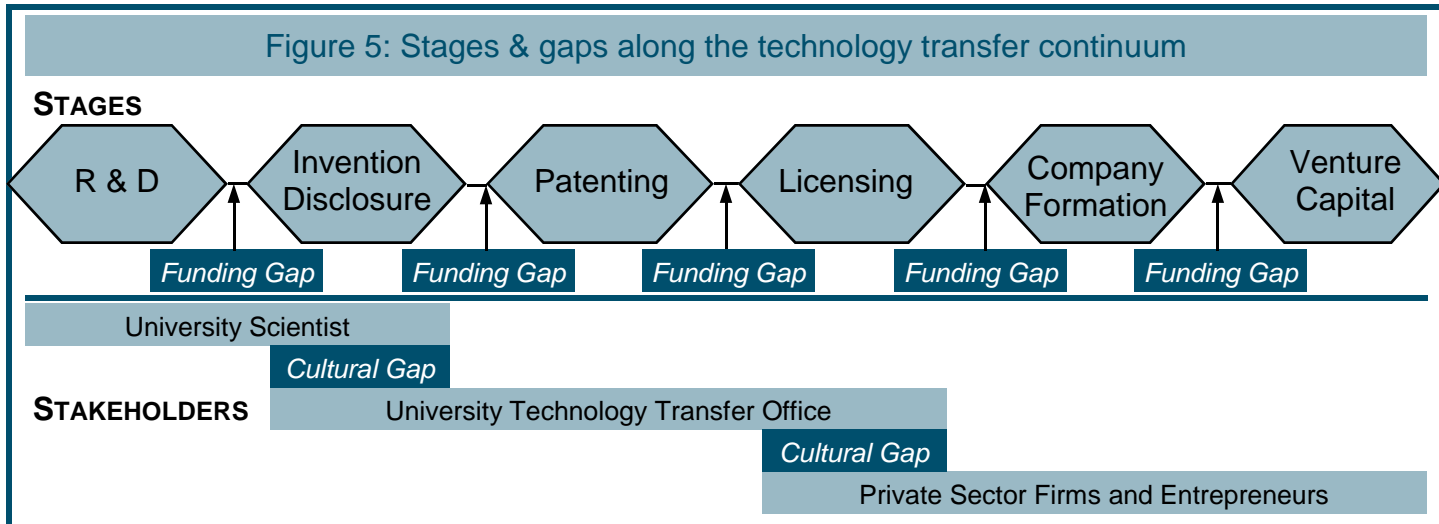 Figure 5: Stages & gaps along the technology transfer continuum
STAGES
R & D
Invention
Disclosure
Patenting
Licensing
Company
Formation
Venture
Capital
Funding Gap
Funding Gap
Funding Gap
Funding Gap
Funding Gap
University Scientist
Cultural Gap
STAKEHOLDERS
University Technology Transfer Office
Cultural Gap
Private Sector Firms and Entrepreneurs